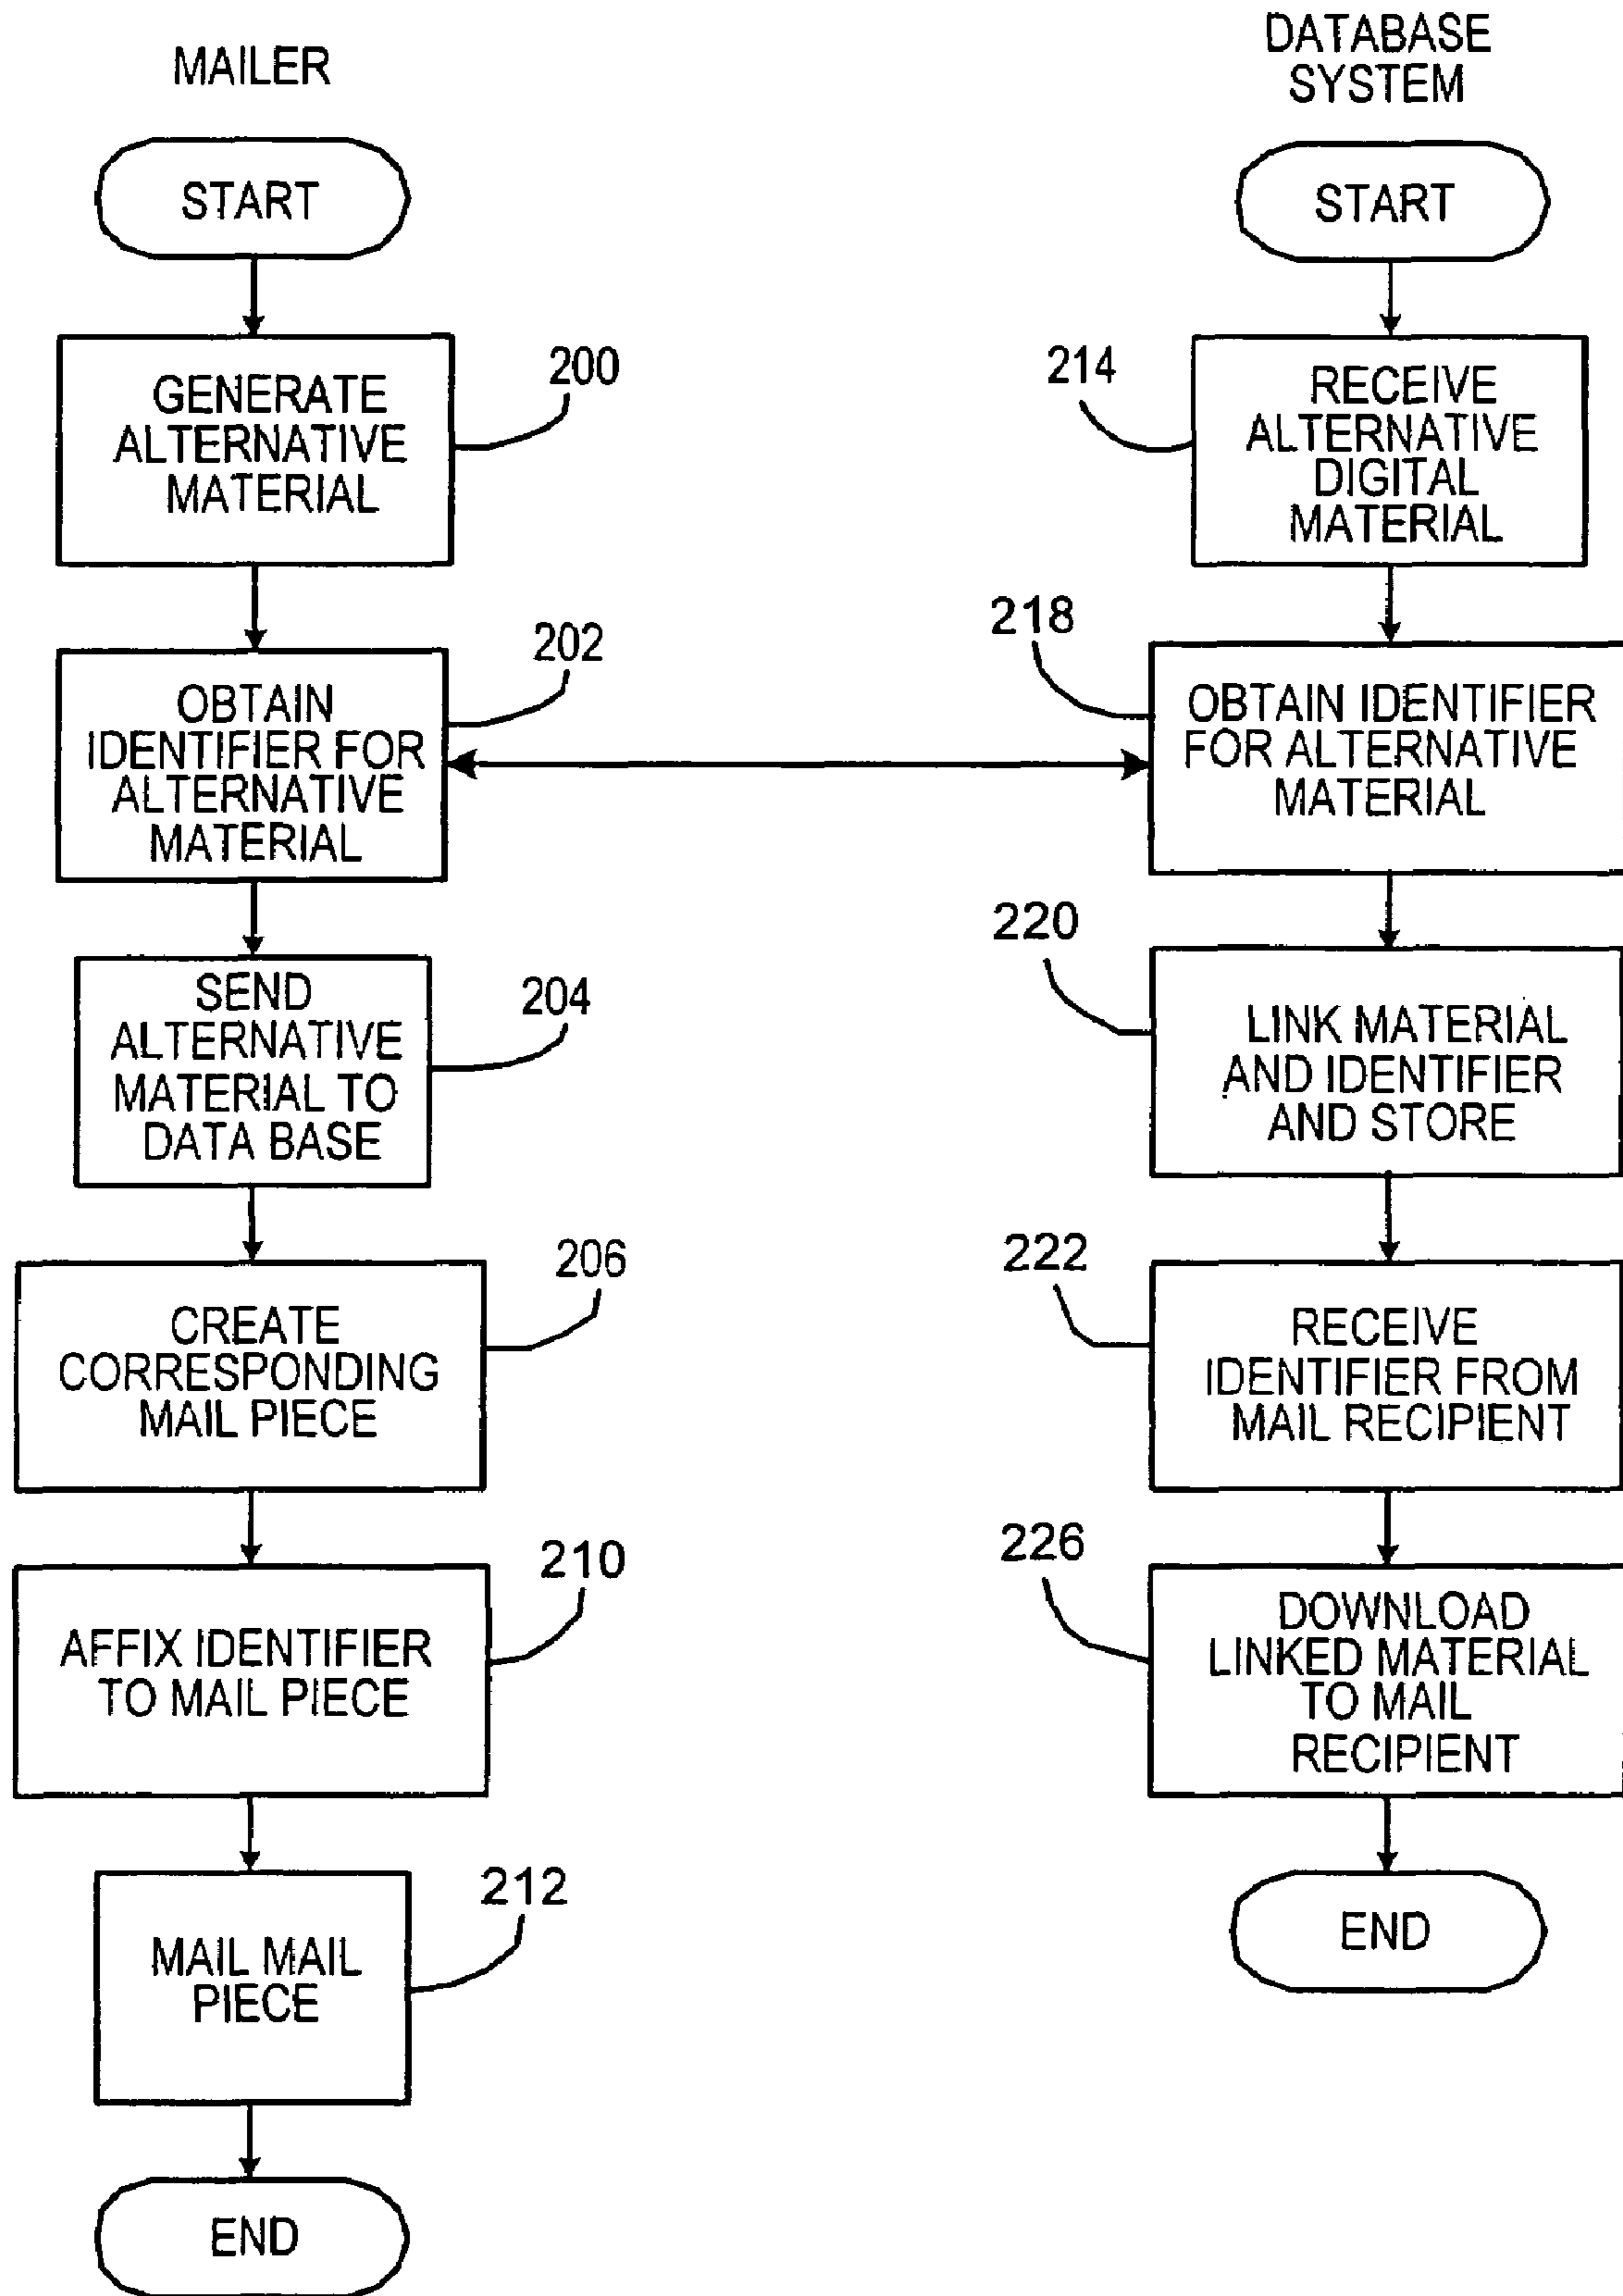 MAILER
START
GENERATE
ALTERNATIVE
MATERIAL
200
OBTAIN
IDENTIFIER FOR
ALTERNATIVE
MATERIAL
202
SEND
ALTERNATIVE
MATERIAL TO
DATA BASE
204
CREATE
CORRESPONDING
MAIL PIECE
206
AFFIX IDENTIFIER
TO MAIL PIECE
210
MAIL MAIL
PIECE
212
END
DATABASE
SYSTEM
START
214
RECEIVE
ALTERNATIVE
DIGITAL
MATERIAL
218
OBTAIN IDENTIFIER
FOR ALTERNATIVE
MATERIAL
220
LINK MATERIAL
AND IDENTIFIER
AND STORE
222
RECEIVE
IDENTIFIER FROM
MAIL RECIPIENT
226
DOWNLOAD
LINKED MATERIAL
TO MAIL
RECIPIENT
END